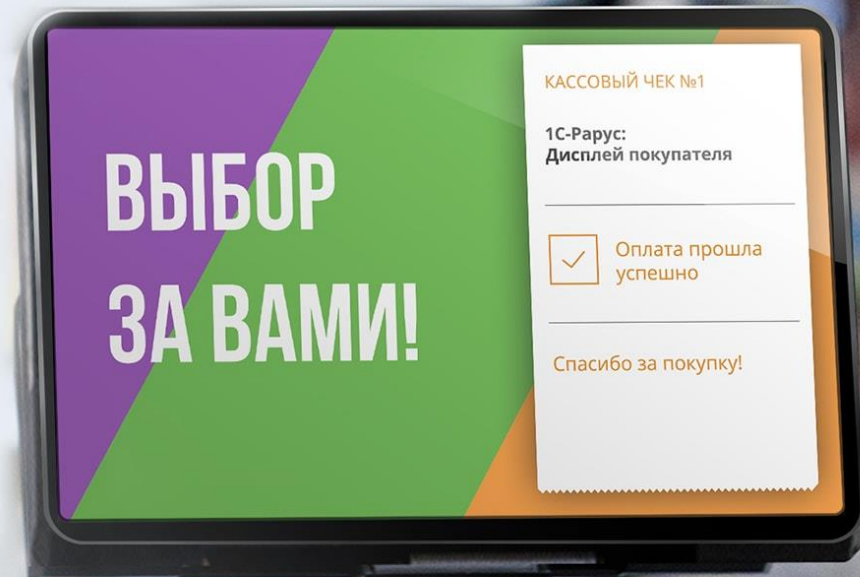 ВЫБОР
ЗА ВАМИ!
КАССОВЫЙ ЧЕК №1
1С-Рарус:
Дисплей покупателя
Оплата прошла
успешно
Спасибо за покупку!